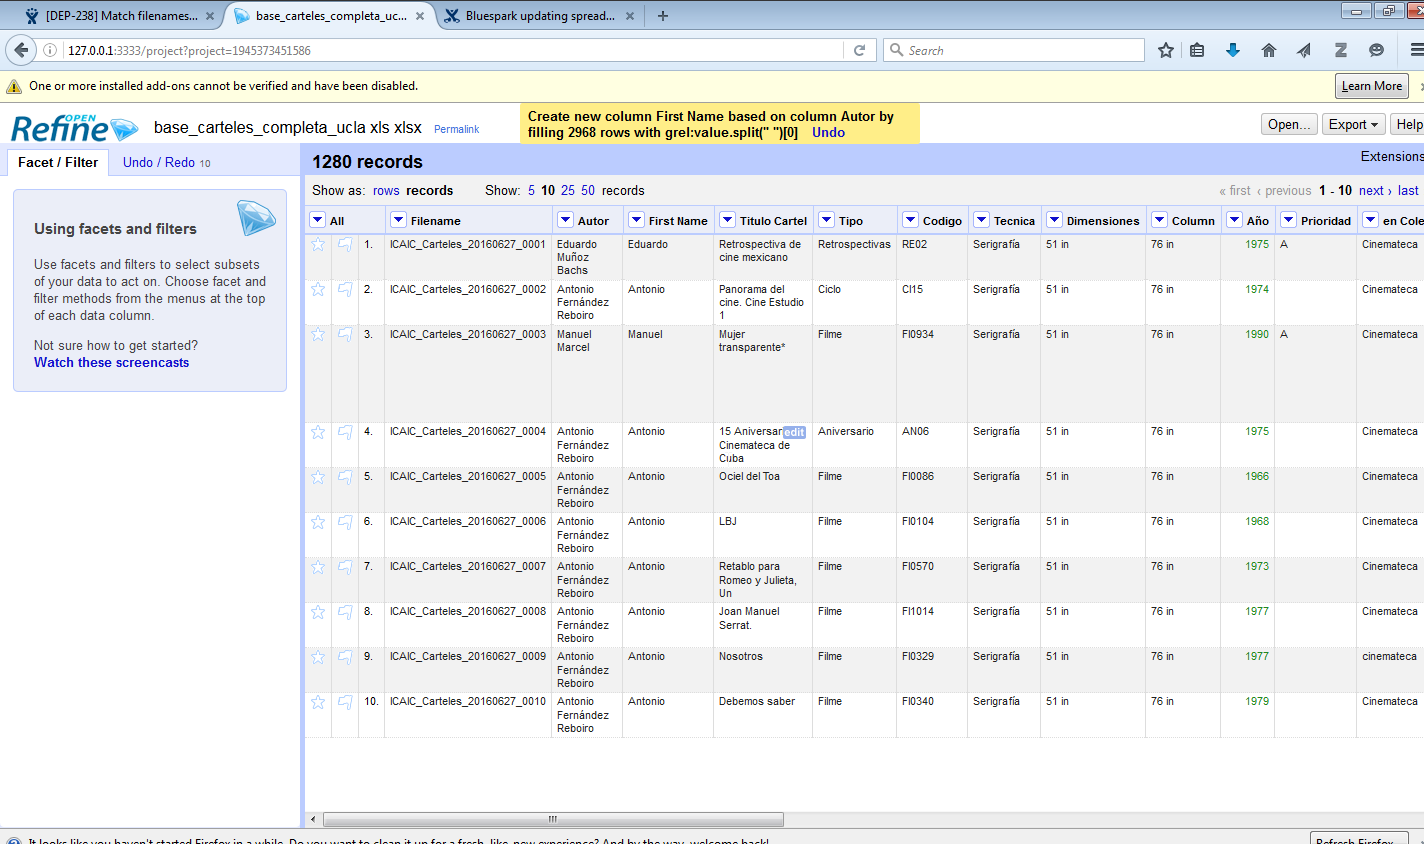 [DEP-238] Match filenames...
base_carteles_completa_uc...
Bluespark updating spread...
127.0.0.1:3333/project?project=1945373451586
Search
One or more installed add-ons cannot be verified and have been disabled.
Learn More
OPEN
Refine
base_carteles_completa_ucla xls xlsx
Permalink
Create new column First Name based on column Autor by
filling 2968 rows with grel:value.split(" ")[0] Undo
Open...
Export
Help
Facet / Filter
Undo / Redo 10
1280 records
Extensions
Show as: rows records
Show: 5 10 25 50 records
« first ‹ previous 1 - 10 next › last
Using facets and filters
Use facets and filters to select subsets
of your data to act on. Choose facet and
filter methods from the menus at the top
of each data column.
Not sure how to get started?
Watch these screencasts
All Filename Autor First Name Titulo Cartel Tipo Codigo Tecnica Dimensiones Column Año Prioridad en Cole
1. ICAIC_Carteles_20160627_0001 Eduardo Eduardo Retrospectiva de Retrospectivas RE02 Serigrafía 51 in 76 in 1975 A Cinemateca
Muñoz cine mexicano
Bachs
2. ICAIC_Carteles_20160627_0002 Antonio Antonio Panorama del Ciclo CI15 Serigrafía 51 in 76 in 1974 Cinemateca
Fernández cine. Cine Estudio
Reboiro 1
3. ICAIC_Carteles_20160627_0003 Manuel Manuel Mujer Filme FI0934 Serigrafía 51 in 76 in 1990 A Cinemateca
Marcel transparente*
4. ICAIC_Carteles_20160627_0004 Antonio Antonio 15 Aniversar edit Aniversario AN06 Serigrafía 51 in 76 in 1975 Cinemateca
Fernández Cinemateca de
Reboiro Cuba
5. ICAIC_Carteles_20160627_0005 Antonio Antonio Ociel del Toa Filme FI0086 Serigrafía 51 in 76 in 1966 Cinemateca
Fernández
Reboiro
6. ICAIC_Carteles_20160627_0006 Antonio Antonio LBJ Filme FI0104 Serigrafía 51 in 76 in 1968 Cinemateca
Fernández
Reboiro
7. ICAIC_Carteles_20160627_0007 Antonio Antonio Retablo para Filme FI0570 Serigrafía 51 in 76 in 1973 Cinemateca
Fernández Romeo y Julieta,
Reboiro Un
8. ICAIC_Carteles_20160627_0008 Antonio Antonio Joan Manuel Filme FI1014 Serigrafía 51 in 76 in 1977 Cinemateca
Fernández Serrat.
Reboiro
9. ICAIC_Carteles_20160627_0009 Antonio Antonio Nosotros Filme FI0329 Serigrafía 51 in 76 in 1977 cinemateca
Fernández
Reboiro
10. ICAIC_Carteles_20160627_0010 Antonio Antonio Debemos saber Filme FI0340 Serigrafía 51 in 76 in 1979 Cinemateca
Fernández
Reboiro
It looks like you haven't started Firefox in a while. Do you want to clean it up for a fresh, like-new experience? And by the way, welcome back!
Refresh Firefox